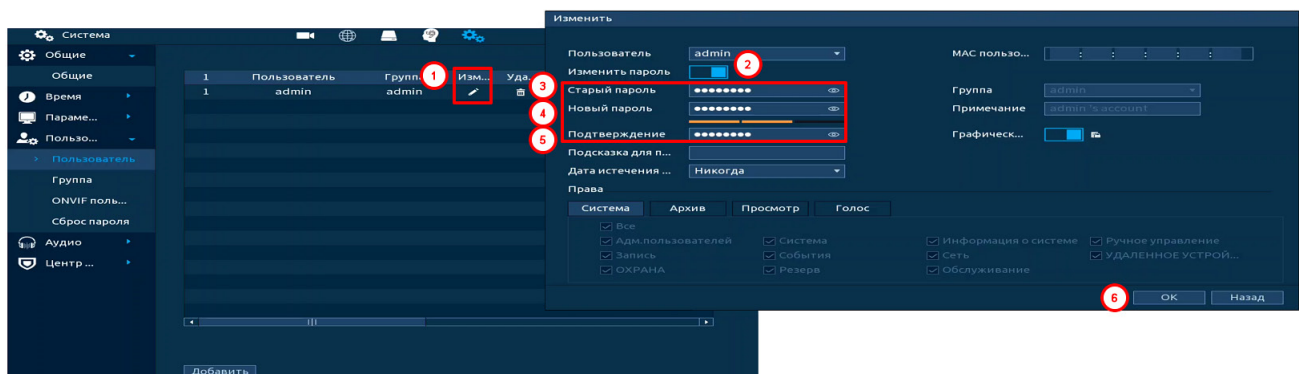 Система
Общие
Общие
Время
Параме...
Пользо...
> Пользователь
Группа
ONVIF поль...
Сброс пароля
Аудио
Центр ...
1 Пользователь Групп 1 Изм... Уда.
1 admin admin
Добавить
Изменить
Пользователь admin
2
Изменить пароль
3 Старый пароль ●●●●●●●●
4 Новый пароль ●●●●●●●●
5 Подтверждение ●●●●●●●●
Подсказка для п...
Дата истечения ... Никогда
MAC пользо... : : : : :
Группа admin
Примечание admin 's account
Графическ...
Права
Система Архив Просмотр Голос
Все
Адм.пользователей Система Информация о системе Ручное управление
Запись События Сеть УДАЛЕННОЕ УСТРОЙ...
ОХРАНА Резерв Обслуживание
6 OK Назад